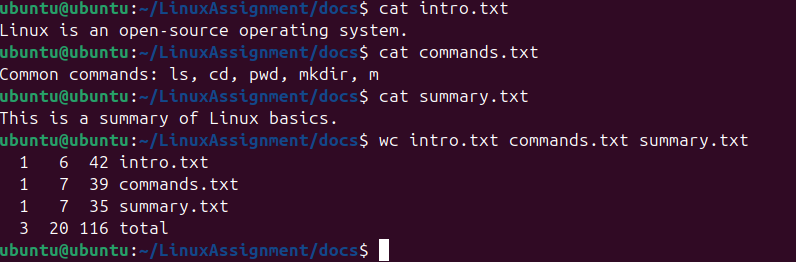 ubuntu@ubuntu:~/LinuxAssignment/docs$ cat intro.txt
Linux is an open-source operating system.
ubuntu@ubuntu:~/LinuxAssignment/docs$ cat commands.txt
Common commands: ls, cd, pwd, mkdir, m
ubuntu@ubuntu:~/LinuxAssignment/docs$ cat summary.txt
This is a summary of Linux basics.
ubuntu@ubuntu:~/LinuxAssignment/docs$ wc intro.txt commands.txt summary.txt
  1   6  42 intro.txt
  1   7  39 commands.txt
  1   7  35 summary.txt
  3  20 116 total
ubuntu@ubuntu:~/LinuxAssignment/docs$